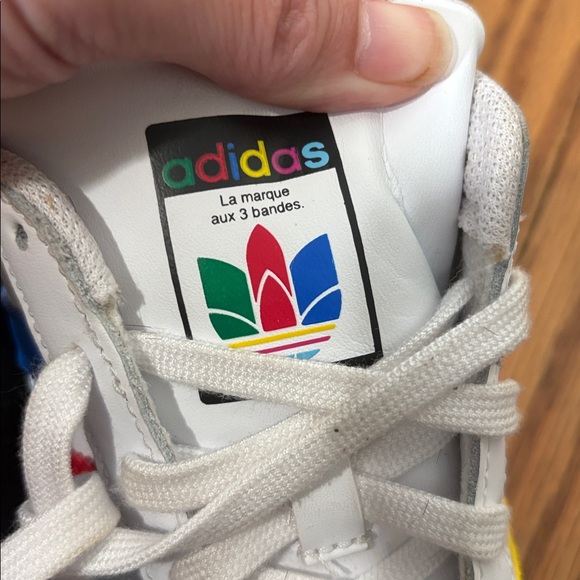 adidas
La marque
aux 3 bandes.